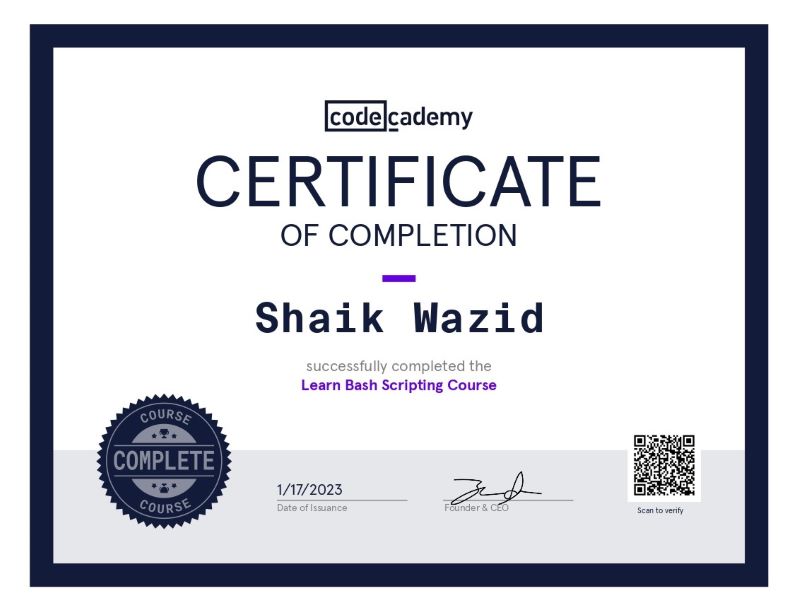 codecademy
CERTIFICATE
OF COMPLETION
Shaik Wazid
successfully completed the
Learn Bash Scripting Course
COURSE
COMPLETE
COURSE
1/17/2023
Date of Issuance
Founder & CEO
Scan to verify